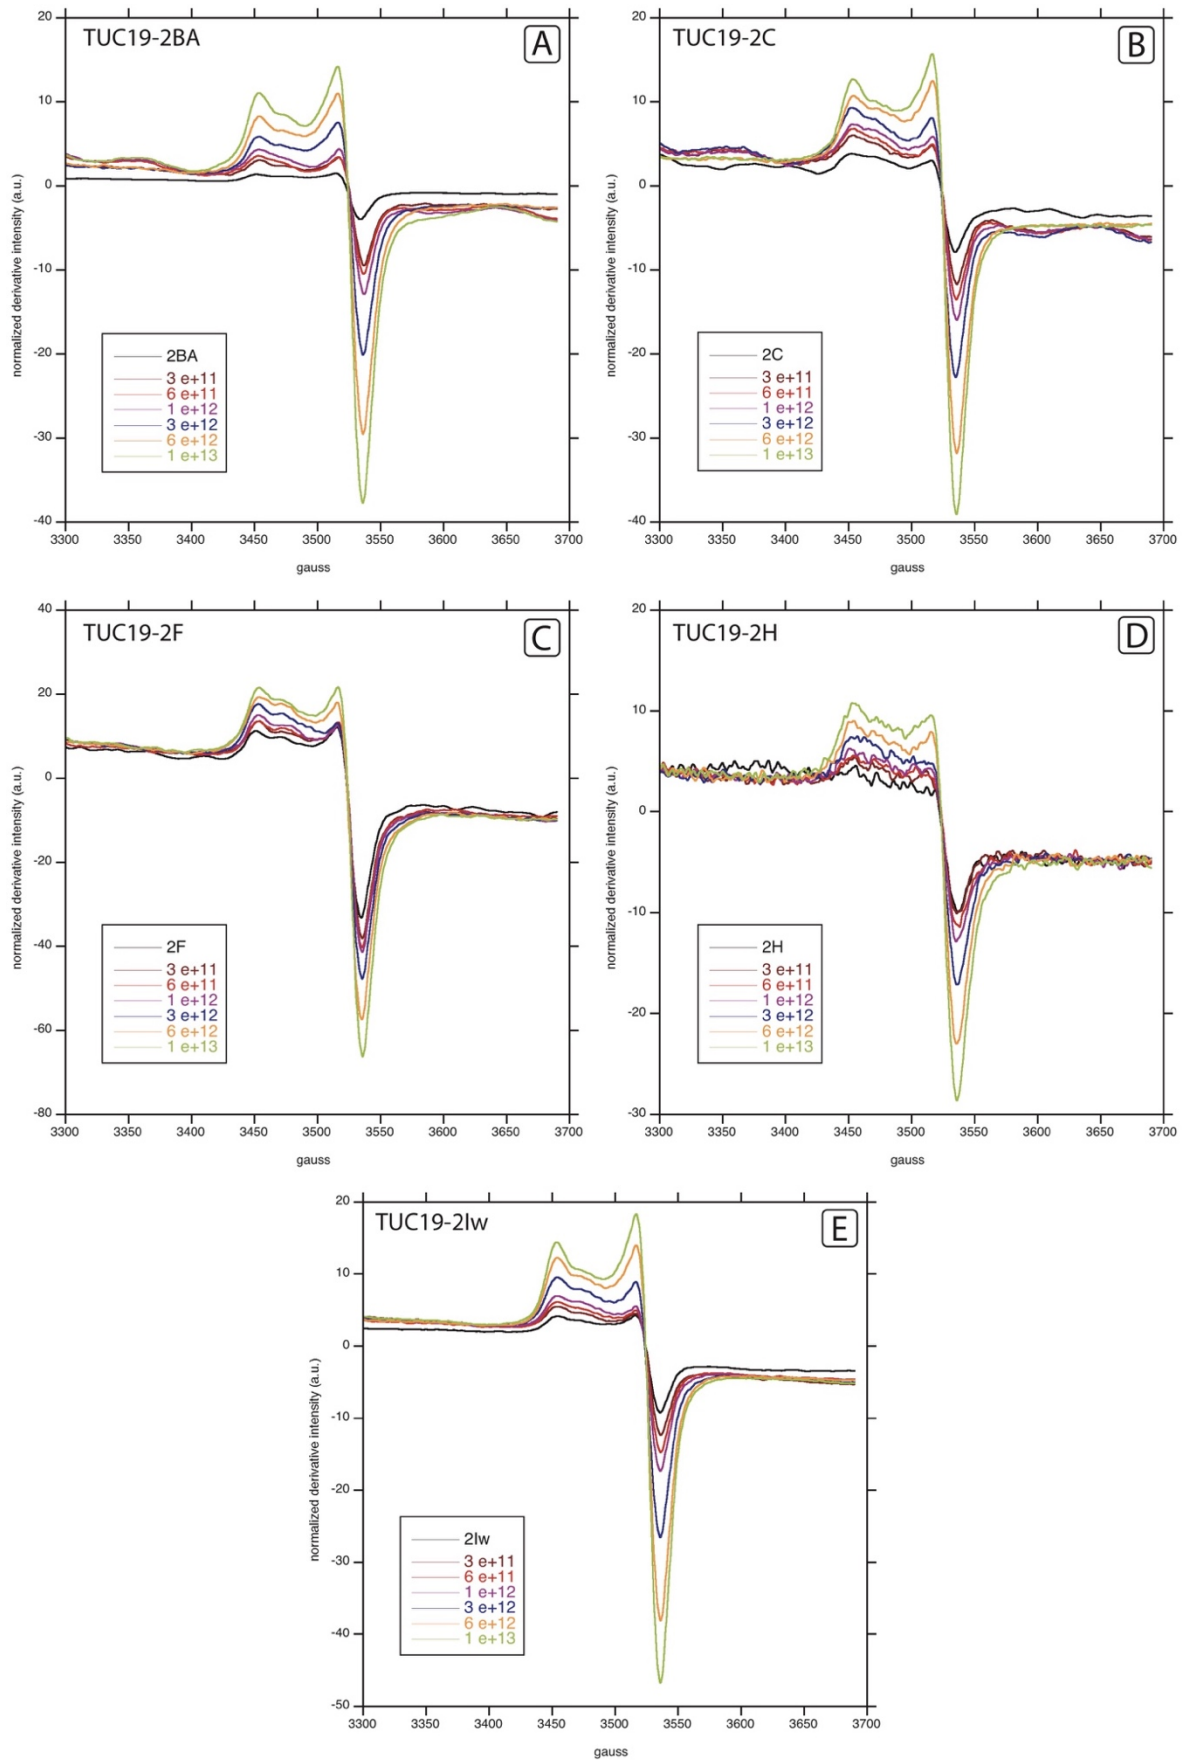 TUC19-2BA
A
20
10
0
-10
-20
-30
-40
normalized derivative intensity (a.u.)
2BA
3 e+11
6 e+11
1 e+12
3 e+12
6 e+12
1 e+13
3300 3350 3400 3450 3500 3550 3600 3650 3700
gauss
TUC19-2C
B
20
10
0
-10
-20
-30
-40
normalized derivative intensity (a.u.)
2C
3 e+11
6 e+11
1 e+12
3 e+12
6 e+12
1 e+13
3300 3350 3400 3450 3500 3550 3600 3650 3700
gauss
TUC19-2F
C
40
20
0
-20
-40
-60
-80
normalized derivative intensity (a.u.)
2F
3 e+11
6 e+11
1 e+12
3 e+12
6 e+12
1 e+13
3300 3350 3400 3450 3500 3550 3600 3650 3700
gauss
TUC19-2H
D
20
10
0
-10
-20
-30
normalized derivative intensity (a.u.)
2H
3 e+11
6 e+11
1 e+12
3 e+12
6 e+12
1 e+13
3300 3350 3400 3450 3500 3550 3600 3650 3700
gauss
TUC19-2Iw
E
20
10
0
-10
-20
-30
-40
-50
normalized derivative intensity (a.u.)
2Iw
3 e+11
6 e+11
1 e+12
3 e+12
6 e+12
1 e+13
3300 3350 3400 3450 3500 3550 3600 3650 3700
gauss